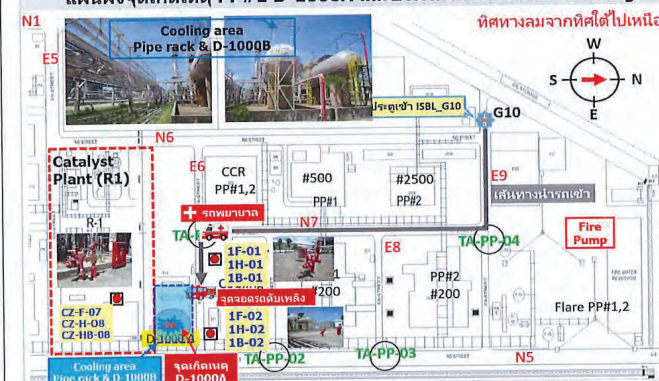 N1
ทิศทางลมจากทิศใต้ไปเหนือ
Cooling area
Pipe rack & D-1000B
W
S
N
E
E5
ประตูเข้า ISBL_G10
G10
N6
Catalyst
Plant (R1)
E6
CCR
PP#1,2
#500
PP#1
#2500
PP#2
E9
เส้นทางนำรถเข้า
R-1
รถพยาบาล
N7
TA-PP-04
Fire
Pump
E8
1F-01
1H-01
1B-01
PP#2
#200
#200
Flare PP#1,2
CZ-F-07
CZ-H-08
CZ-HB-08
จุดจอดรถดับเพลิง
1F-02
1H-02
1B-02
D-1000A
TA-PP-02
TA-PP-03
N5
Cooling area
Pipe rack & D-1000B
จุดเกิดเหตุ
D-1000A